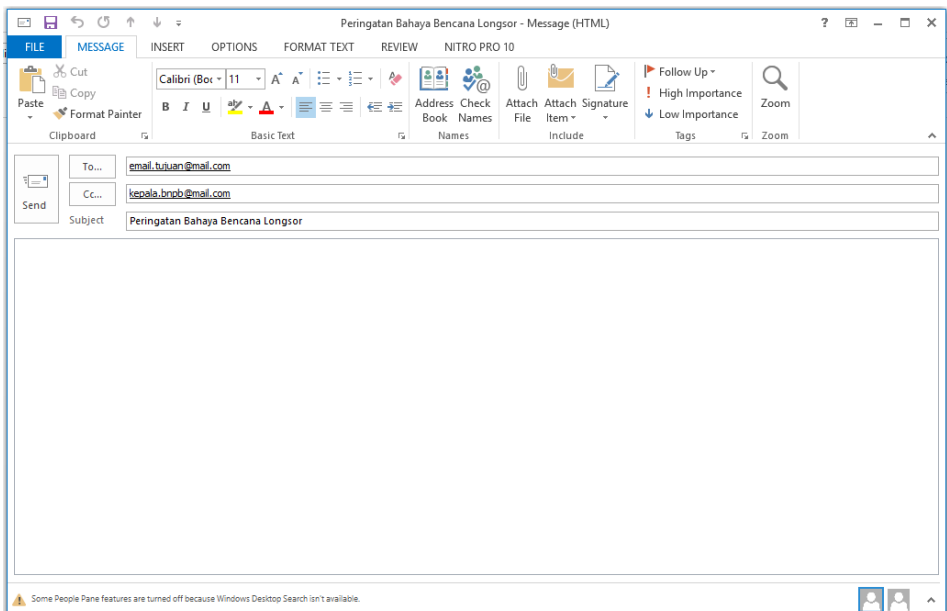 Peringatan Bahaya Bencana Longsor - Message (HTML)
FILE MESSAGE INSERT OPTIONS FORMAT TEXT REVIEW NITRO PRO 10
Paste
Cut
Copy
Format Painter
Clipboard
Calibri (Boc 11
B I U aby A
Basic Text
Address Book
Check Names
Names
Attach File
Attach Item
Signature
Include
Follow Up
High Importance
Low Importance
Tags
Zoom
Zoom
Send
To... email.tujuan@mail.com
Cc... kepala.bnpb@mail.com
Subject Peringatan Bahaya Bencana Longsor
Some People Pane features are turned off because Windows Desktop Search isn't available.